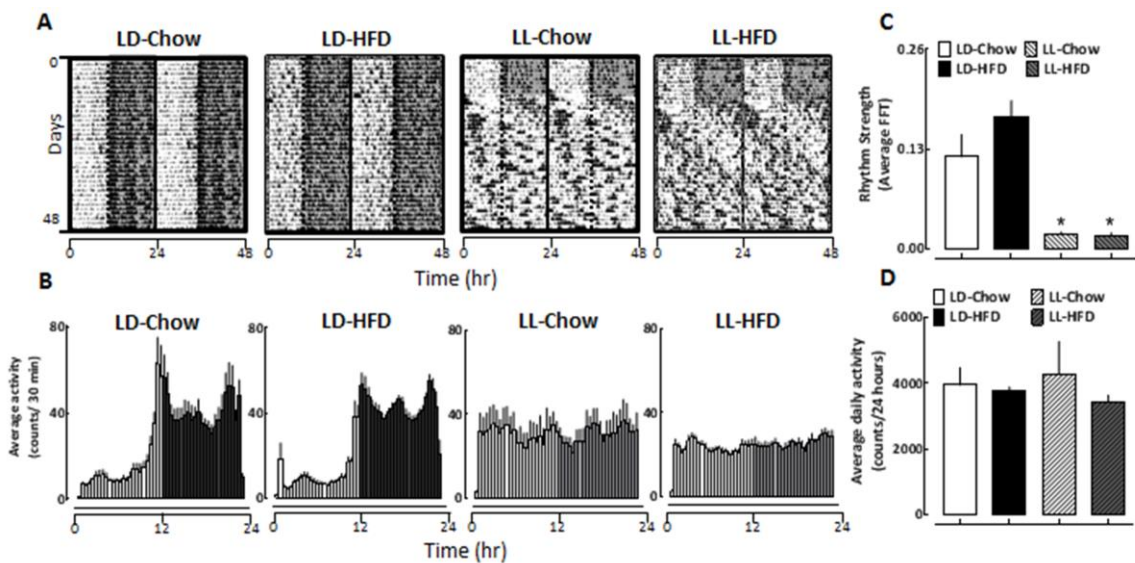 A
LD-Chow
LD-HFD
LL-Chow
LL-HFD
0
Days
48
0 24 48
0 24 48
0 24 48
0 24 48
Time (hr)
B
LD-Chow
LD-HFD
LL-Chow
LL-HFD
Average activity
(counts/ 30 min)
80
40
0
80
40
0
80
40
0
80
40
0
0 12 24
0 12 24
0 12 24
0 12 24
Time (hr)
C
LD-Chow LL-Chow
LD-HFD LL-HFD
Rhythm Strength
(Average FFT)
0.26
0.13
0.00
* *
D
LD-Chow LL-Chow
LD-HFD LL-HFD
Average daily activity
(counts/24 hours)
6000
4000
2000
0